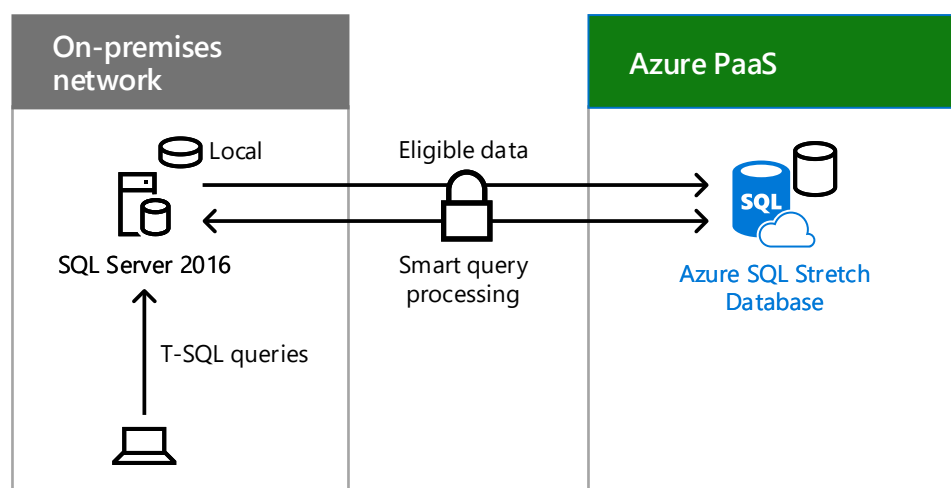 On-premises
network
Azure PaaS
Local
Eligible data
SQL
SQL Server 2016
Smart query
processing
Azure SQL Stretch
Database
T-SQL queries